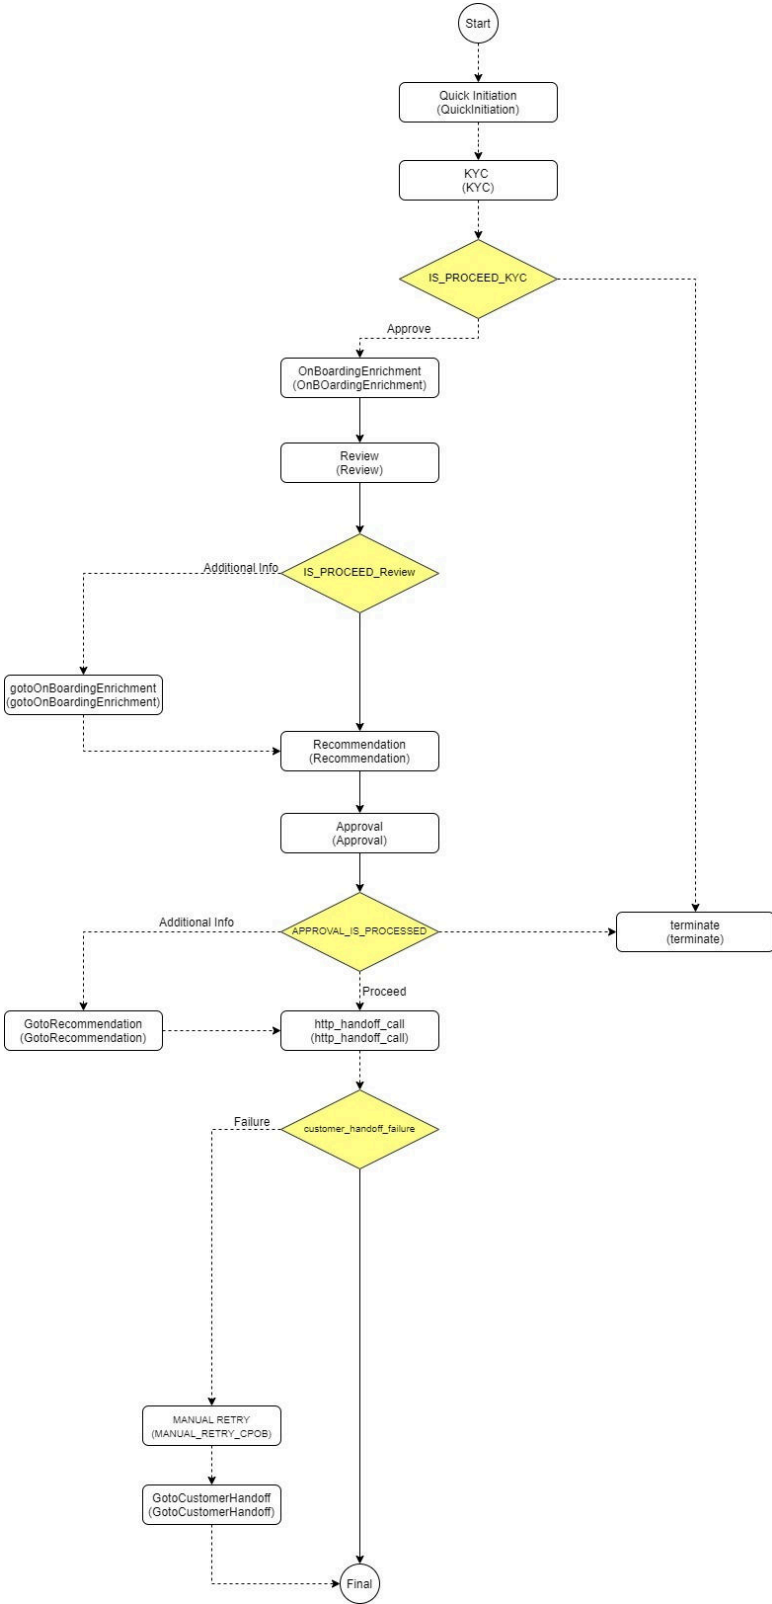 Start
Quick Initiation
(QuickInitiation)
KYC
(KYC)
IS_PROCEED_KYC
Approve
OnBoardingEnrichment
(OnBOardingEnrichment)
Review
(Review)
Additional Info
IS_PROCEED_Review
gotoOnBoardingEnrichment
(gotoOnBoardingEnrichment)
Recommendation
(Recommendation)
Approval
(Approval)
Additional Info
APPROVAL_IS_PROCESSED
terminate
(terminate)
Proceed
GotoRecommendation
(GotoRecommendation)
http_handoff_call
(http_handoff_call)
Failure
customer_handoff_failure
MANUAL RETRY
(MANUAL_RETRY_CPOB)
GotoCustomerHandoff
(GotoCustomerHandoff)
Final